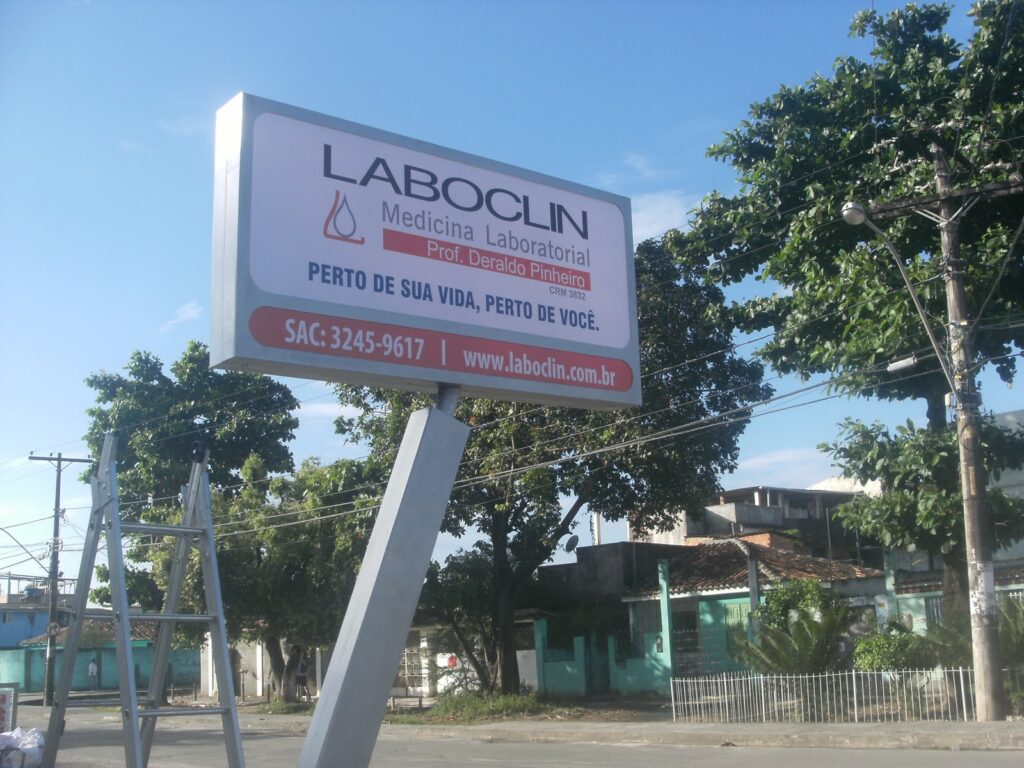 LABOCLIN
Medicina Laboratorial
Prof. Deraldo Pinheiro
CRM 3832
PERTO DE SUA VIDA, PERTO DE VOCÊ.
SAC: 3245-9617 | www.laboclin.com.br